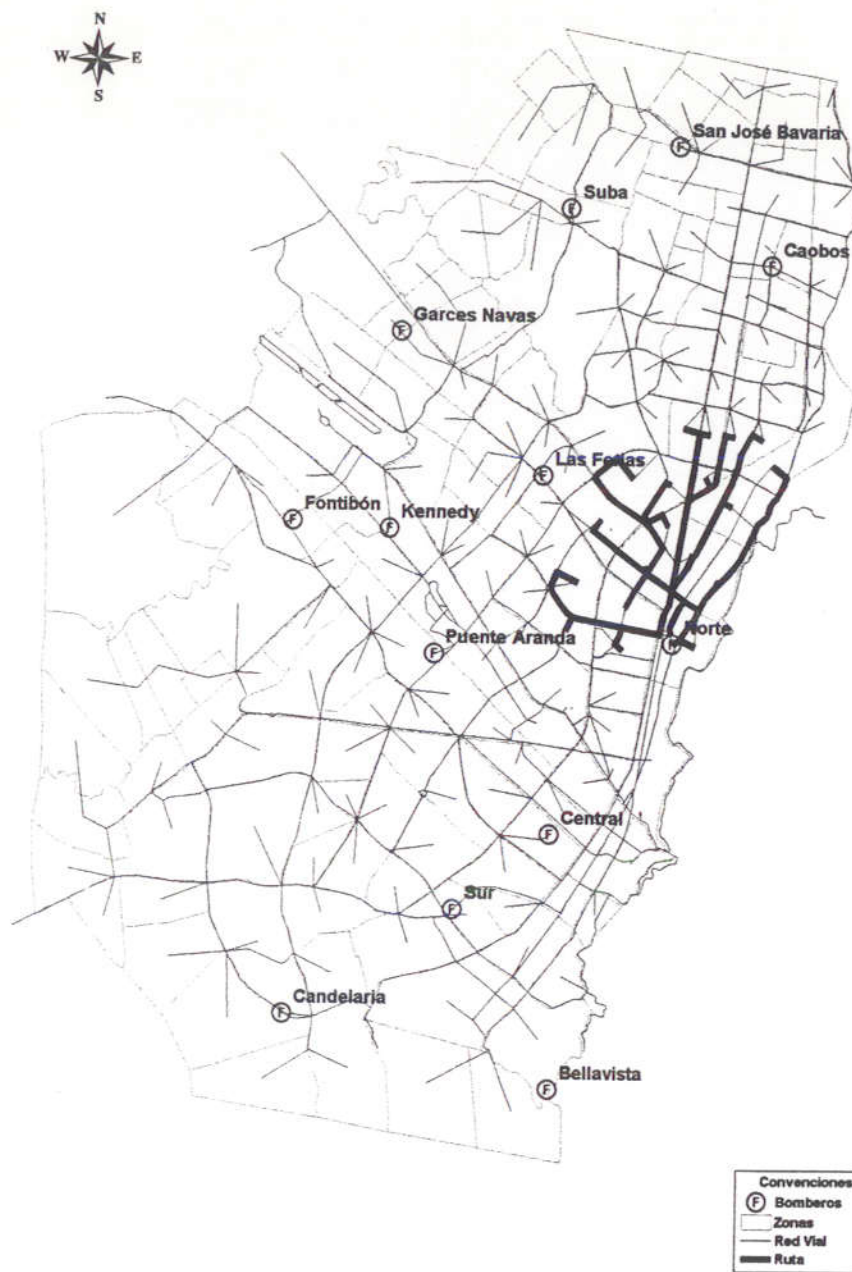 N
W E
S
San José Bavaria
F
Suba
F
Caobos
F
Garces Navas
F
Las Ferias
F
Fontibón
F
Kennedy
F
Norte
Puente Aranda
F
Central
F
Sur
F
Candelaria
F
Bellavista
F
Convenciones
F Bomberos
Zonas
Red Vial
Ruta